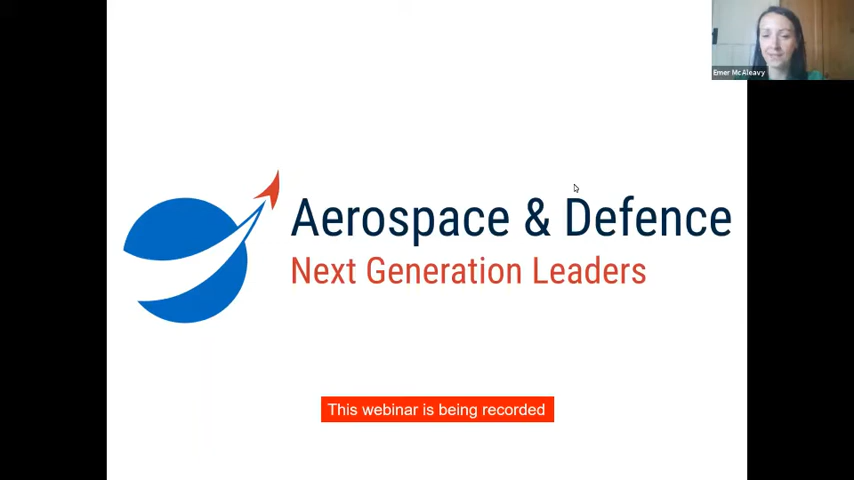 Emer McAleavy
Aerospace & Defence
Next Generation Leaders
This webinar is being recorded